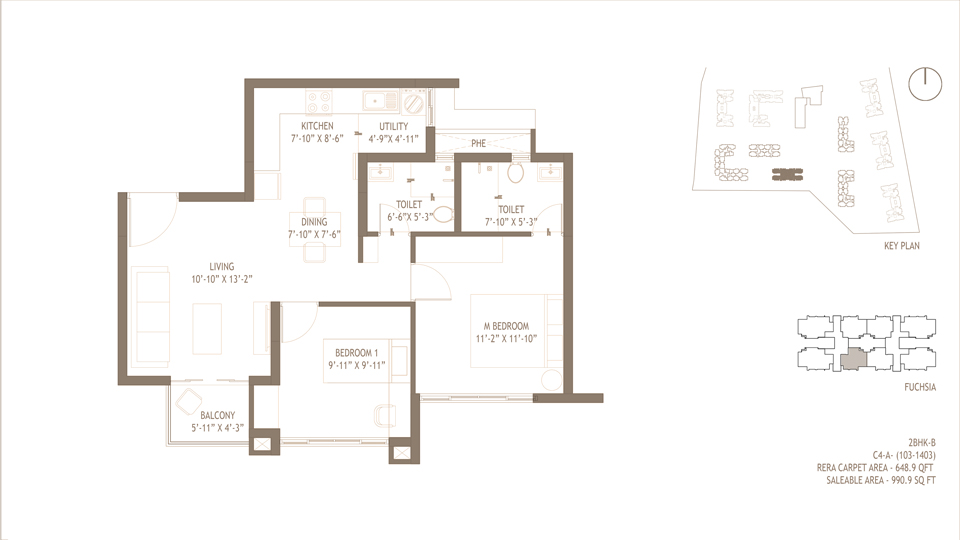 KITCHEN
7'-10" X 8'-6"
UTILITY
4'-9"X 4'-11"
PHE
TOILET
6'-6"X 5'-3"
TOILET
7'-10" X 5'-3"
DINING
7'-10" X 7'-6"
LIVING
10'-10" X 13'-2"
M BEDROOM
11'-2" X 11'-10"
BEDROOM 1
9'-11" X 9'-11"
BALCONY
5'-11" X 4'-3"
KEY PLAN
FUCHSIA
2BHK-B
C4-A- (103-1403)
RERA CARPET AREA - 648.9 QFT
SALEABLE AREA - 990.9 SQ FT